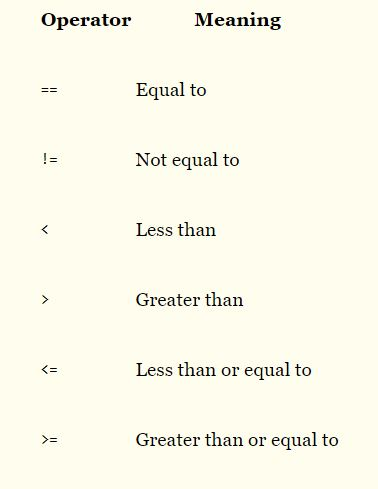 Operator Meaning
== Equal to
!= Not equal to
< Less than
> Greater than
<= Less than or equal to
>= Greater than or equal to